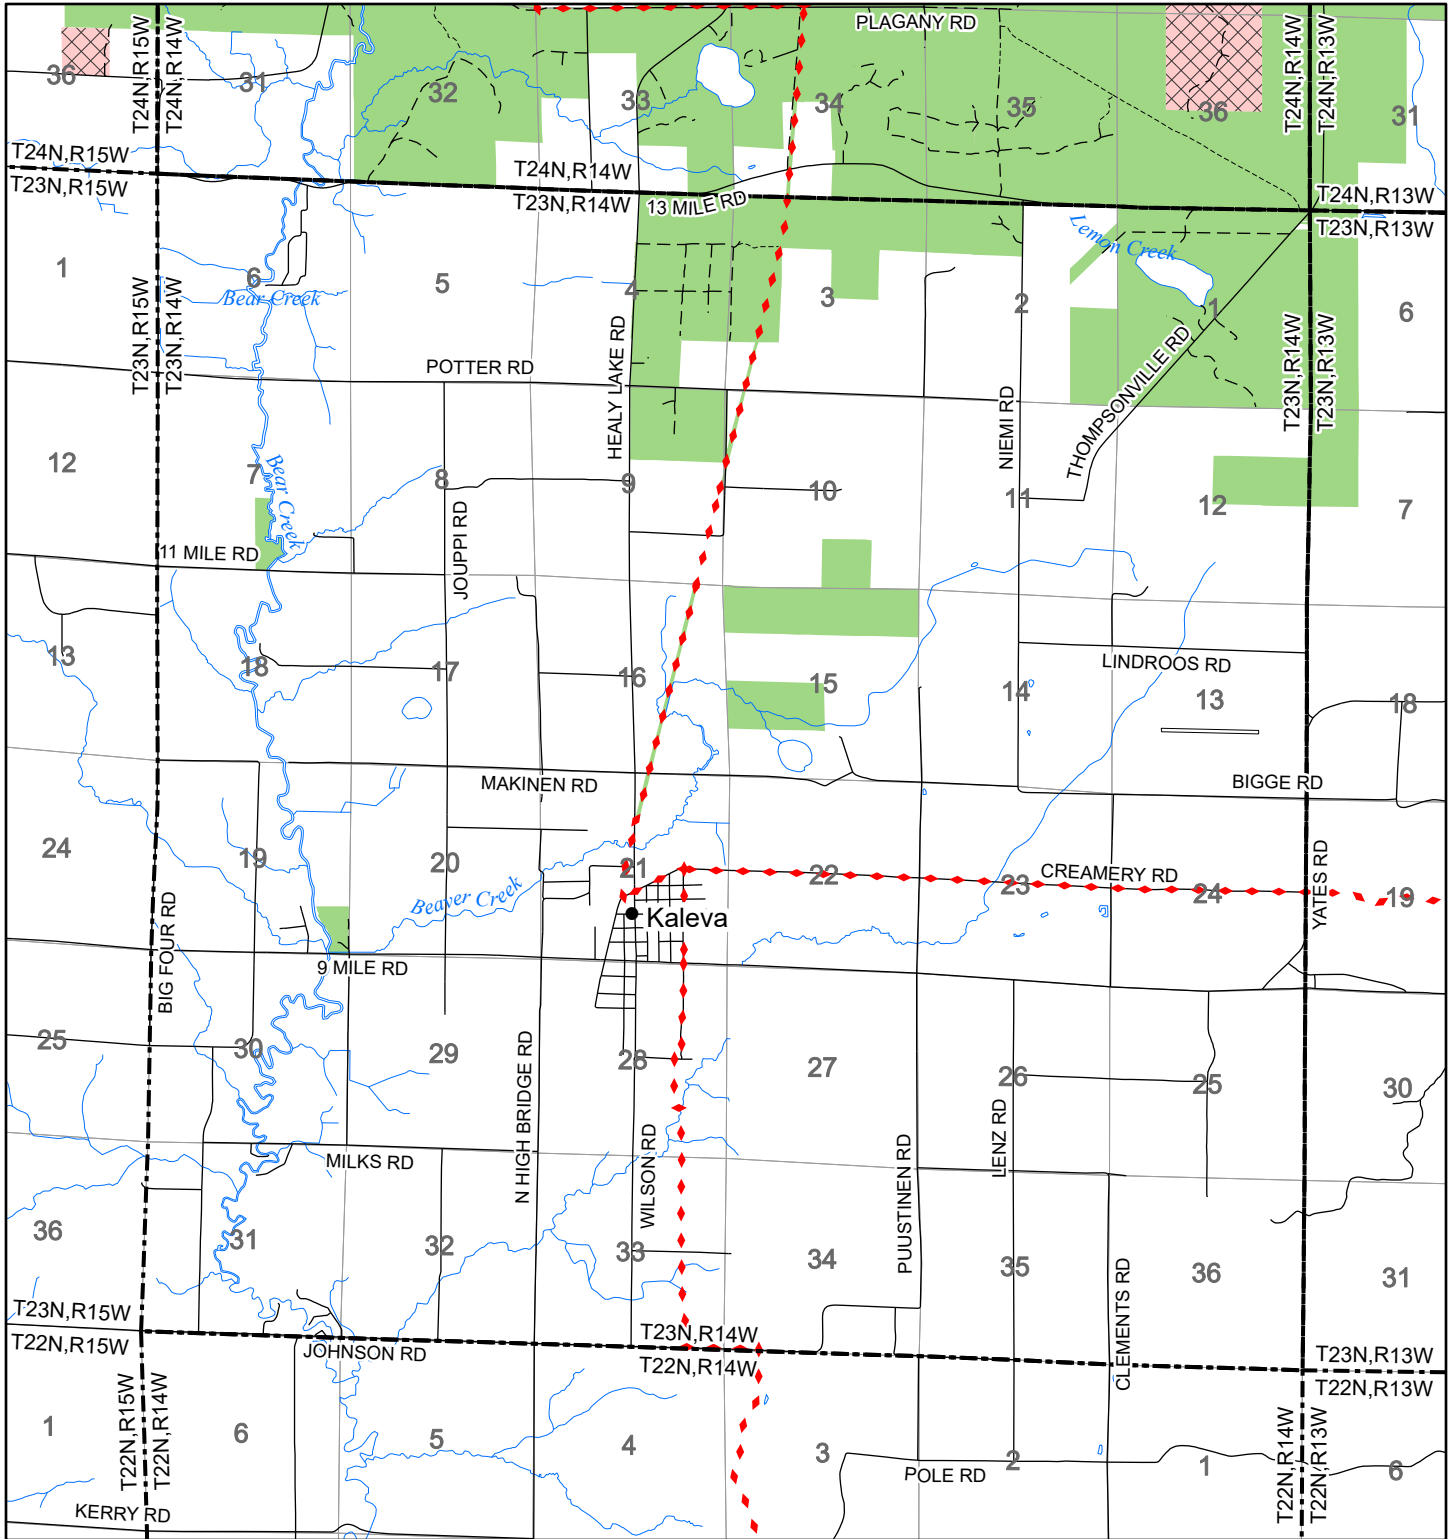 PLAGANY RD
36
31
32
33
34
35
36
31
T24N,R15W
T24N,R14W
T24N,R14W
T24N,R13W
T24N,R15W
T23N,R15W
T24N,R14W
T23N,R14W
13 MILE RD
T24N,R13W
T23N,R13W
Lemon Creek
1
6
5
4
3
2
1
6
Bear Creek
T23N,R15W
T23N,R14W
HEALY LAKE RD
T23N,R14W
T23N,R13W
POTTER RD
NIEMI RD
THOMPSONVILLE RD
12
7
8
9
10
11
12
7
Bear Creek
11 MILE RD
JOUPPI RD
13
18
17
16
15
14
13
18
LINDROOS RD
MAKINEN RD
BIGGE RD
24
19
20
21
22
23
24
19
CREAMERY RD
YATES RD
Beaver Creek
Kaleva
BIG FOUR RD
9 MILE RD
25
30
29
28
27
26
25
30
N HIGH BRIDGE RD
WILSON RD
PUUSTINEN RD
LENZ RD
MILKS RD
36
31
32
33
34
35
36
31
CLEMENTS RD
T23N,R15W
T22N,R15W
JOHNSON RD
T23N,R14W
T22N,R14W
T23N,R13W
T22N,R13W
T22N,R15W
T22N,R14W
T22N,R14W
T22N,R13W
1
6
5
4
3
2
1
6
POLE RD
KERRY RD